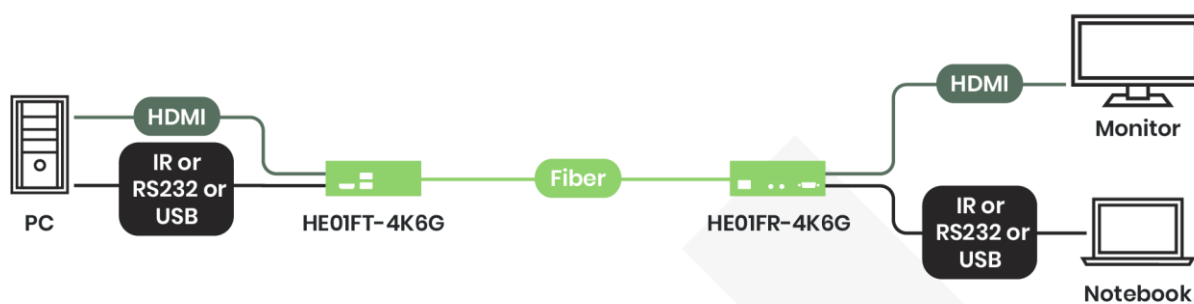 HDMI
IR or
RS232 or
USB
PC
HE01FT-4K6G
Fiber
HE01FR-4K6G
HDMI
Monitor
IR or
RS232 or
USB
Notebook